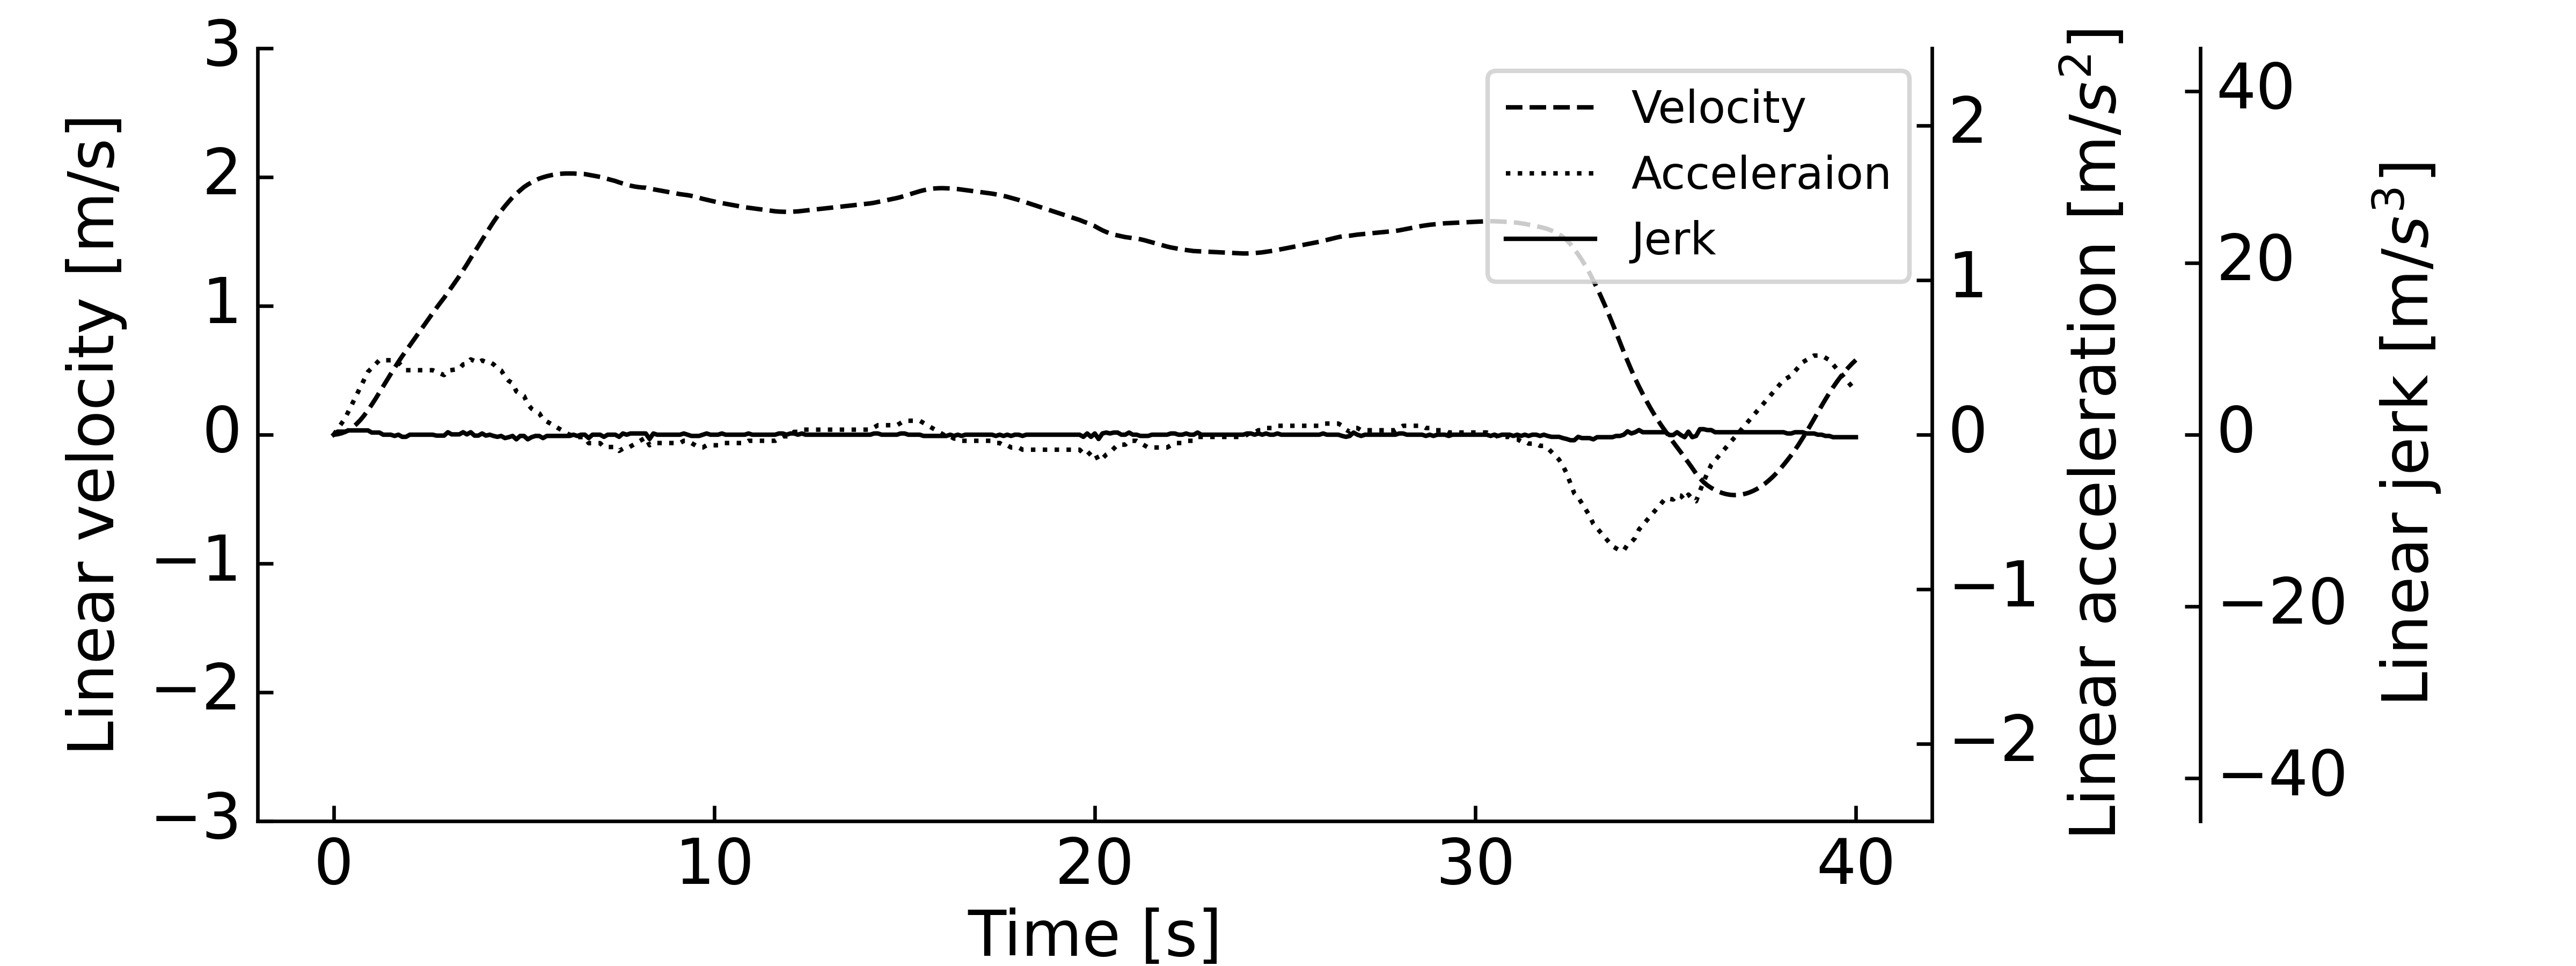 Linear velocity [m/s]
3
2
1
0
−1
−2
−3
0 10 20 30 40
Time [s]
Velocity
Acceleraion
Jerk
2
1
0
−1
−2
Linear acceleration [m/s²]
40
20
0
−20
−40
Linear jerk [m/s³]